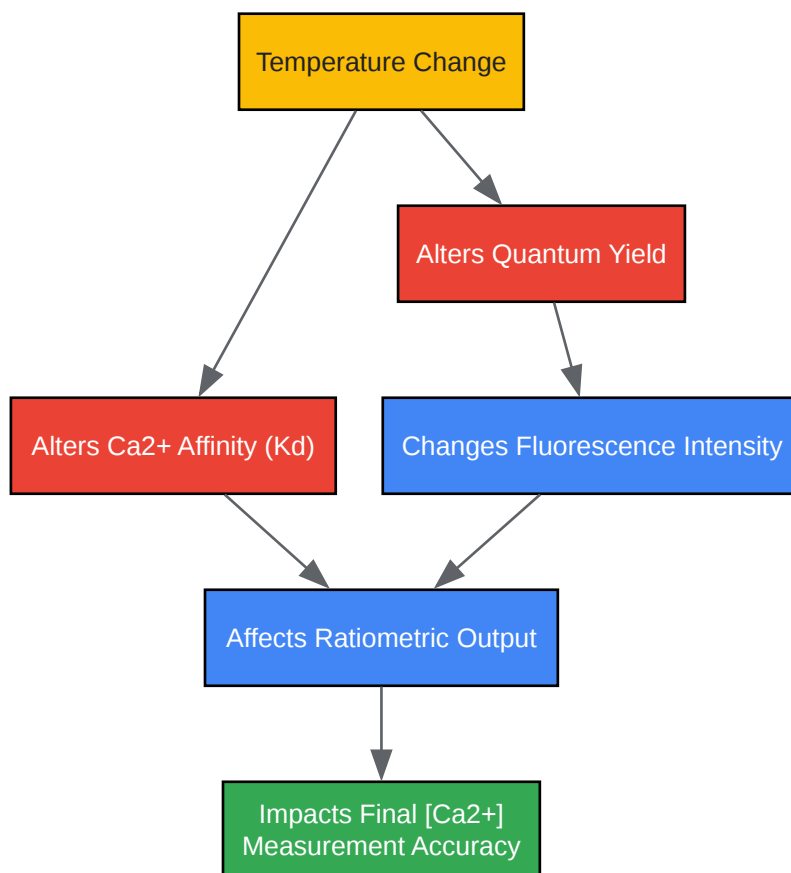 Temperature Change
Alters Quantum Yield
Alters Ca2+ Affinity (Kd)
Changes Fluorescence Intensity
Affects Ratiometric Output
Impacts Final [Ca2+]
Measurement Accuracy